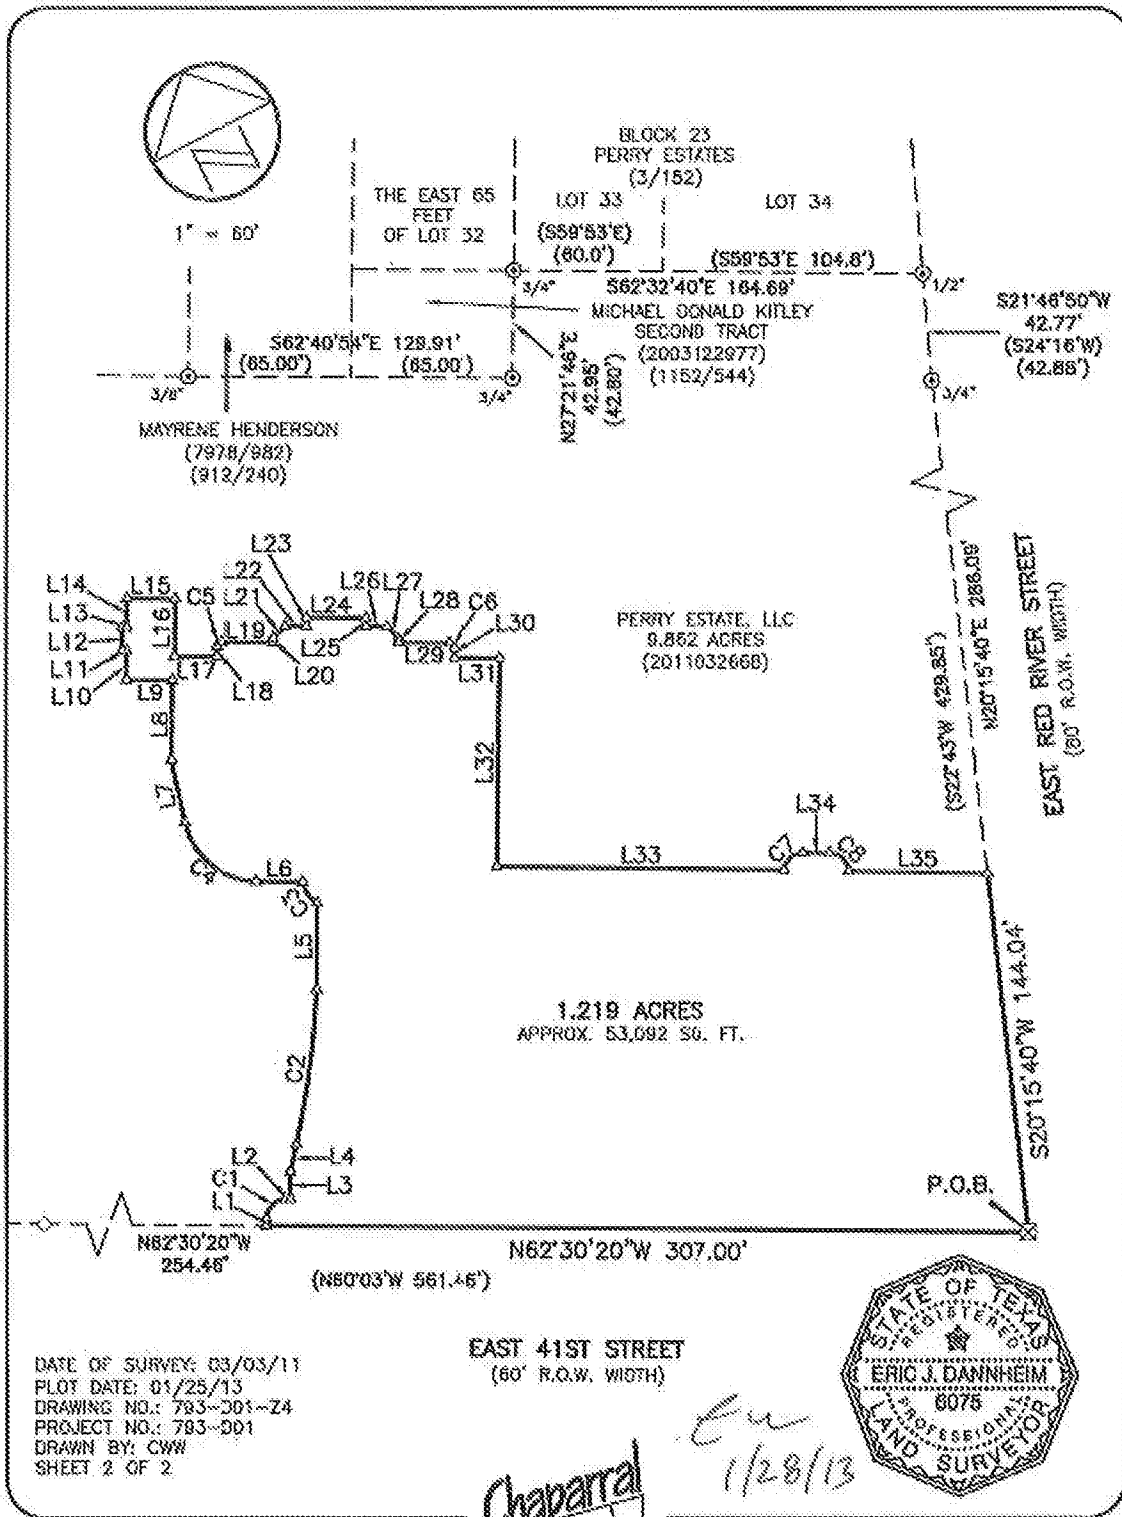 1" = 60'
BLOCK 23
PERRY ESTATES
(3/152)
THE EAST 65
FEET
OF LOT 32
LOT 33
LOT 34
(S59°53'E)
(60.0')
(S59°53'E 104.8')
3/4"
S62°32'40"E 164.69'
1/2"
MICHAEL DONALD KITLEY
SECOND TRACT
(2003122977)
(1152/544)
S21°46'50"W
42.77'
(S24°16'W)
(42.88')
S62°40'54"E 129.91'
(65.00')
(65.00')
3/8"
3/4"
3/4"
N27°21'46"E
42.95'
(42.80')
MAYRENE HENDERSON
(7978/982)
(912/240)
L23
L14
L15
L22
L24
L26
L27
L13
C5
L21
L28
C6
L12
L16
L19
L30
L11
L25
L29
L10
L9
L17
L18
L20
L31
PERRY ESTATE, LLC
9.862 ACRES
(2011032668)
(S22°43'W 429.85')
N20°15'40"E 286.09'
EAST RED RIVER STREET
(60' R.O.W. WIDTH)
L8
L32
L7
L34
C7
C8
L33
L35
C4
L6
C3
L5
1.219 ACRES
APPROX. 53,092 SQ. FT.
S20°15'40"W 144.04'
C2
L2
L4
C1
L3
L1
P.O.B.
N62°30'20"W
254.46'
N62°30'20"W 307.00'
(N60°03'W 561.46')
EAST 41ST STREET
(60' R.O.W. WIDTH)
DATE OF SURVEY: 03/03/11
PLOT DATE: 01/25/13
DRAWING NO.: 793-001-Z4
PROJECT NO.: 793-001
DRAWN BY: CWW
SHEET 2 OF 2
1/28/13
STATE OF TEXAS
REGISTERED
ERIC J. DANNHEIM
6075
PROFESSIONAL
LAND SURVEYOR
Chaparral